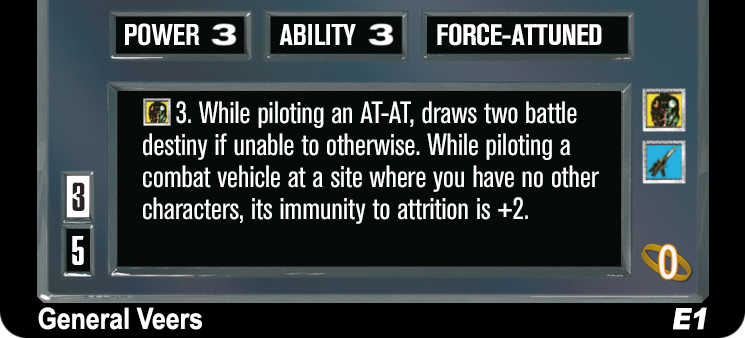 POWER 3 ABILITY 3 FORCE-ATTUNED
3. While piloting an AT-AT, draws two battle
destiny if unable to otherwise. While piloting a
combat vehicle at a site where you have no other
characters, its immunity to attrition is +2.
3
5
0
General Veers E1